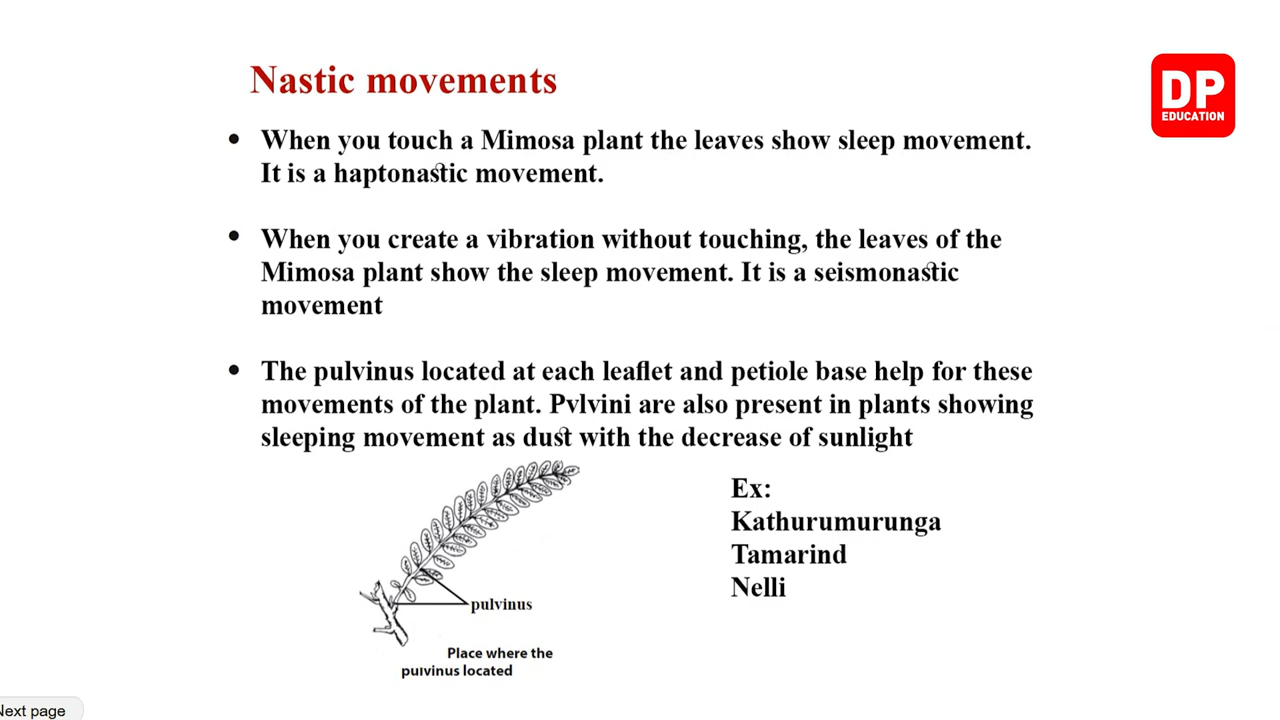 Nastic movements
DP
EDUCATION
• When you touch a Mimosa plant the leaves show sleep movement.
It is a haptonastic movement.
• When you create a vibration without touching, the leaves of the
Mimosa plant show the sleep movement. It is a seismonastic
movement
• The pulvinus located at each leaflet and petiole base help for these
movements of the plant. Pvlvini are also present in plants showing
sleeping movement as dust with the decrease of sunlight
Ex:
Kathurumurunga
Tamarind
Nelli
pulvinus
Place where the
pulvinus located
Next page